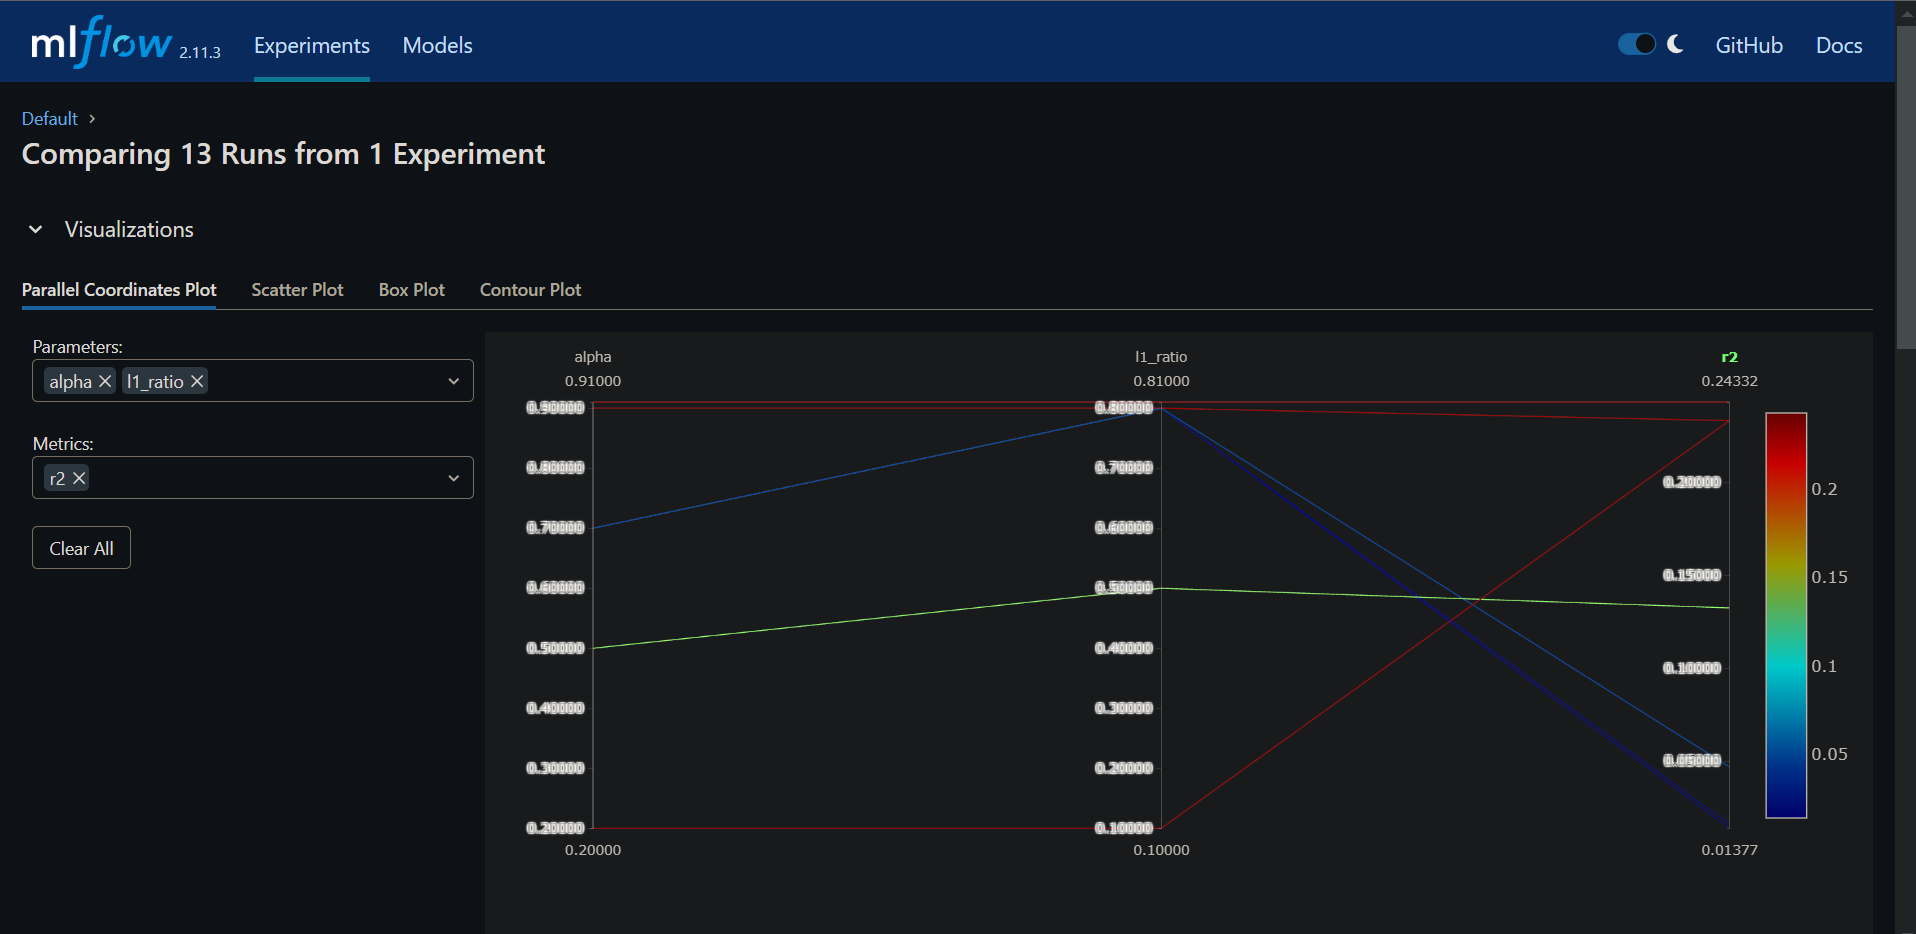 mlflow 2.11.3 Experiments Models GitHub Docs
Default
Comparing 13 Runs from 1 Experiment
Visualizations
Parallel Coordinates Plot Scatter Plot Box Plot Contour Plot
Parameters:
alpha l1_ratio
Metrics:
r2
Clear All
alpha l1_ratio r2
0.91000 0.81000 0.24332
0.90000 0.80000
0.80000 0.70000 0.20000 0.2
0.70000 0.60000
0.60000 0.50000 0.15000 0.15
0.50000 0.40000 0.10000 0.1
0.40000 0.30000
0.30000 0.20000 0.05000 0.05
0.20000 0.10000
0.20000 0.10000 0.01377